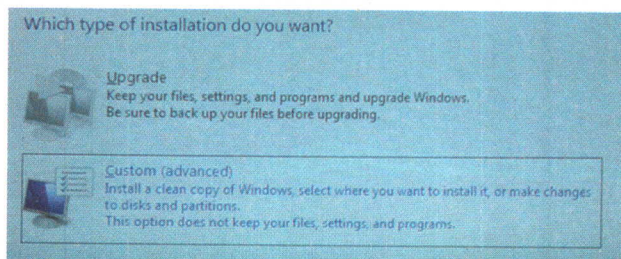 Which type of installation do you want?
Upgrade
Keep your files, settings, and programs and upgrade Windows.
Be sure to back up your files before upgrading.
Custom (advanced)
Install a clean copy of Windows, select where you want to install it, or make changes
to disks and partitions.
This option does not keep your files, settings, and programs.